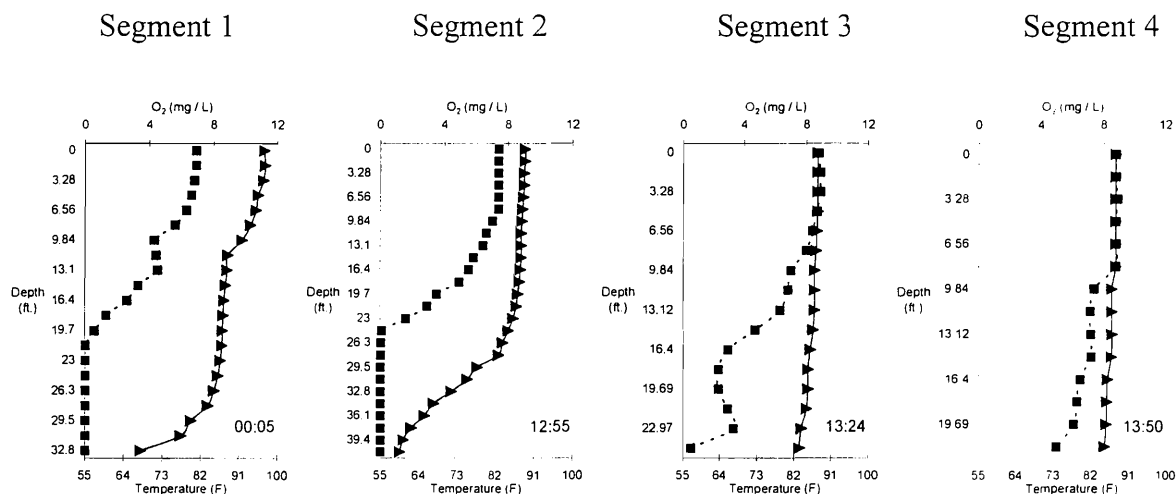 Segment 1 Segment 2 Segment 3 Segment 4
O2 (mg / L) O2 (mg / L) O2 (mg / L) O2 (mg / L)
0 4 8 12 0 4 8 12 0 4 8 12 0 4 8 12
Depth (ft.)
0
3.28
6.56
9.84
13.1
16.4
19.7
23
26.3
29.5
32.8
00:05
55 64 73 82 91 100
Temperature (F)
Depth (ft.)
0
3.28
6.56
9.84
13.1
16.4
19.7
23
26.3
29.5
32.8
36.1
39.4
12:55
55 64 73 82 91 100
Temperature (F)
Depth (ft.)
0
3.28
6.56
9.84
13.12
16.4
19.69
22.97
13:24
55 64 73 82 91 100
Temperature (F)
Depth (ft.)
0
3 28
6 56
9 84
13 12
16 4
19 69
13:50
55 64 73 82 91 100
Temperature (F)